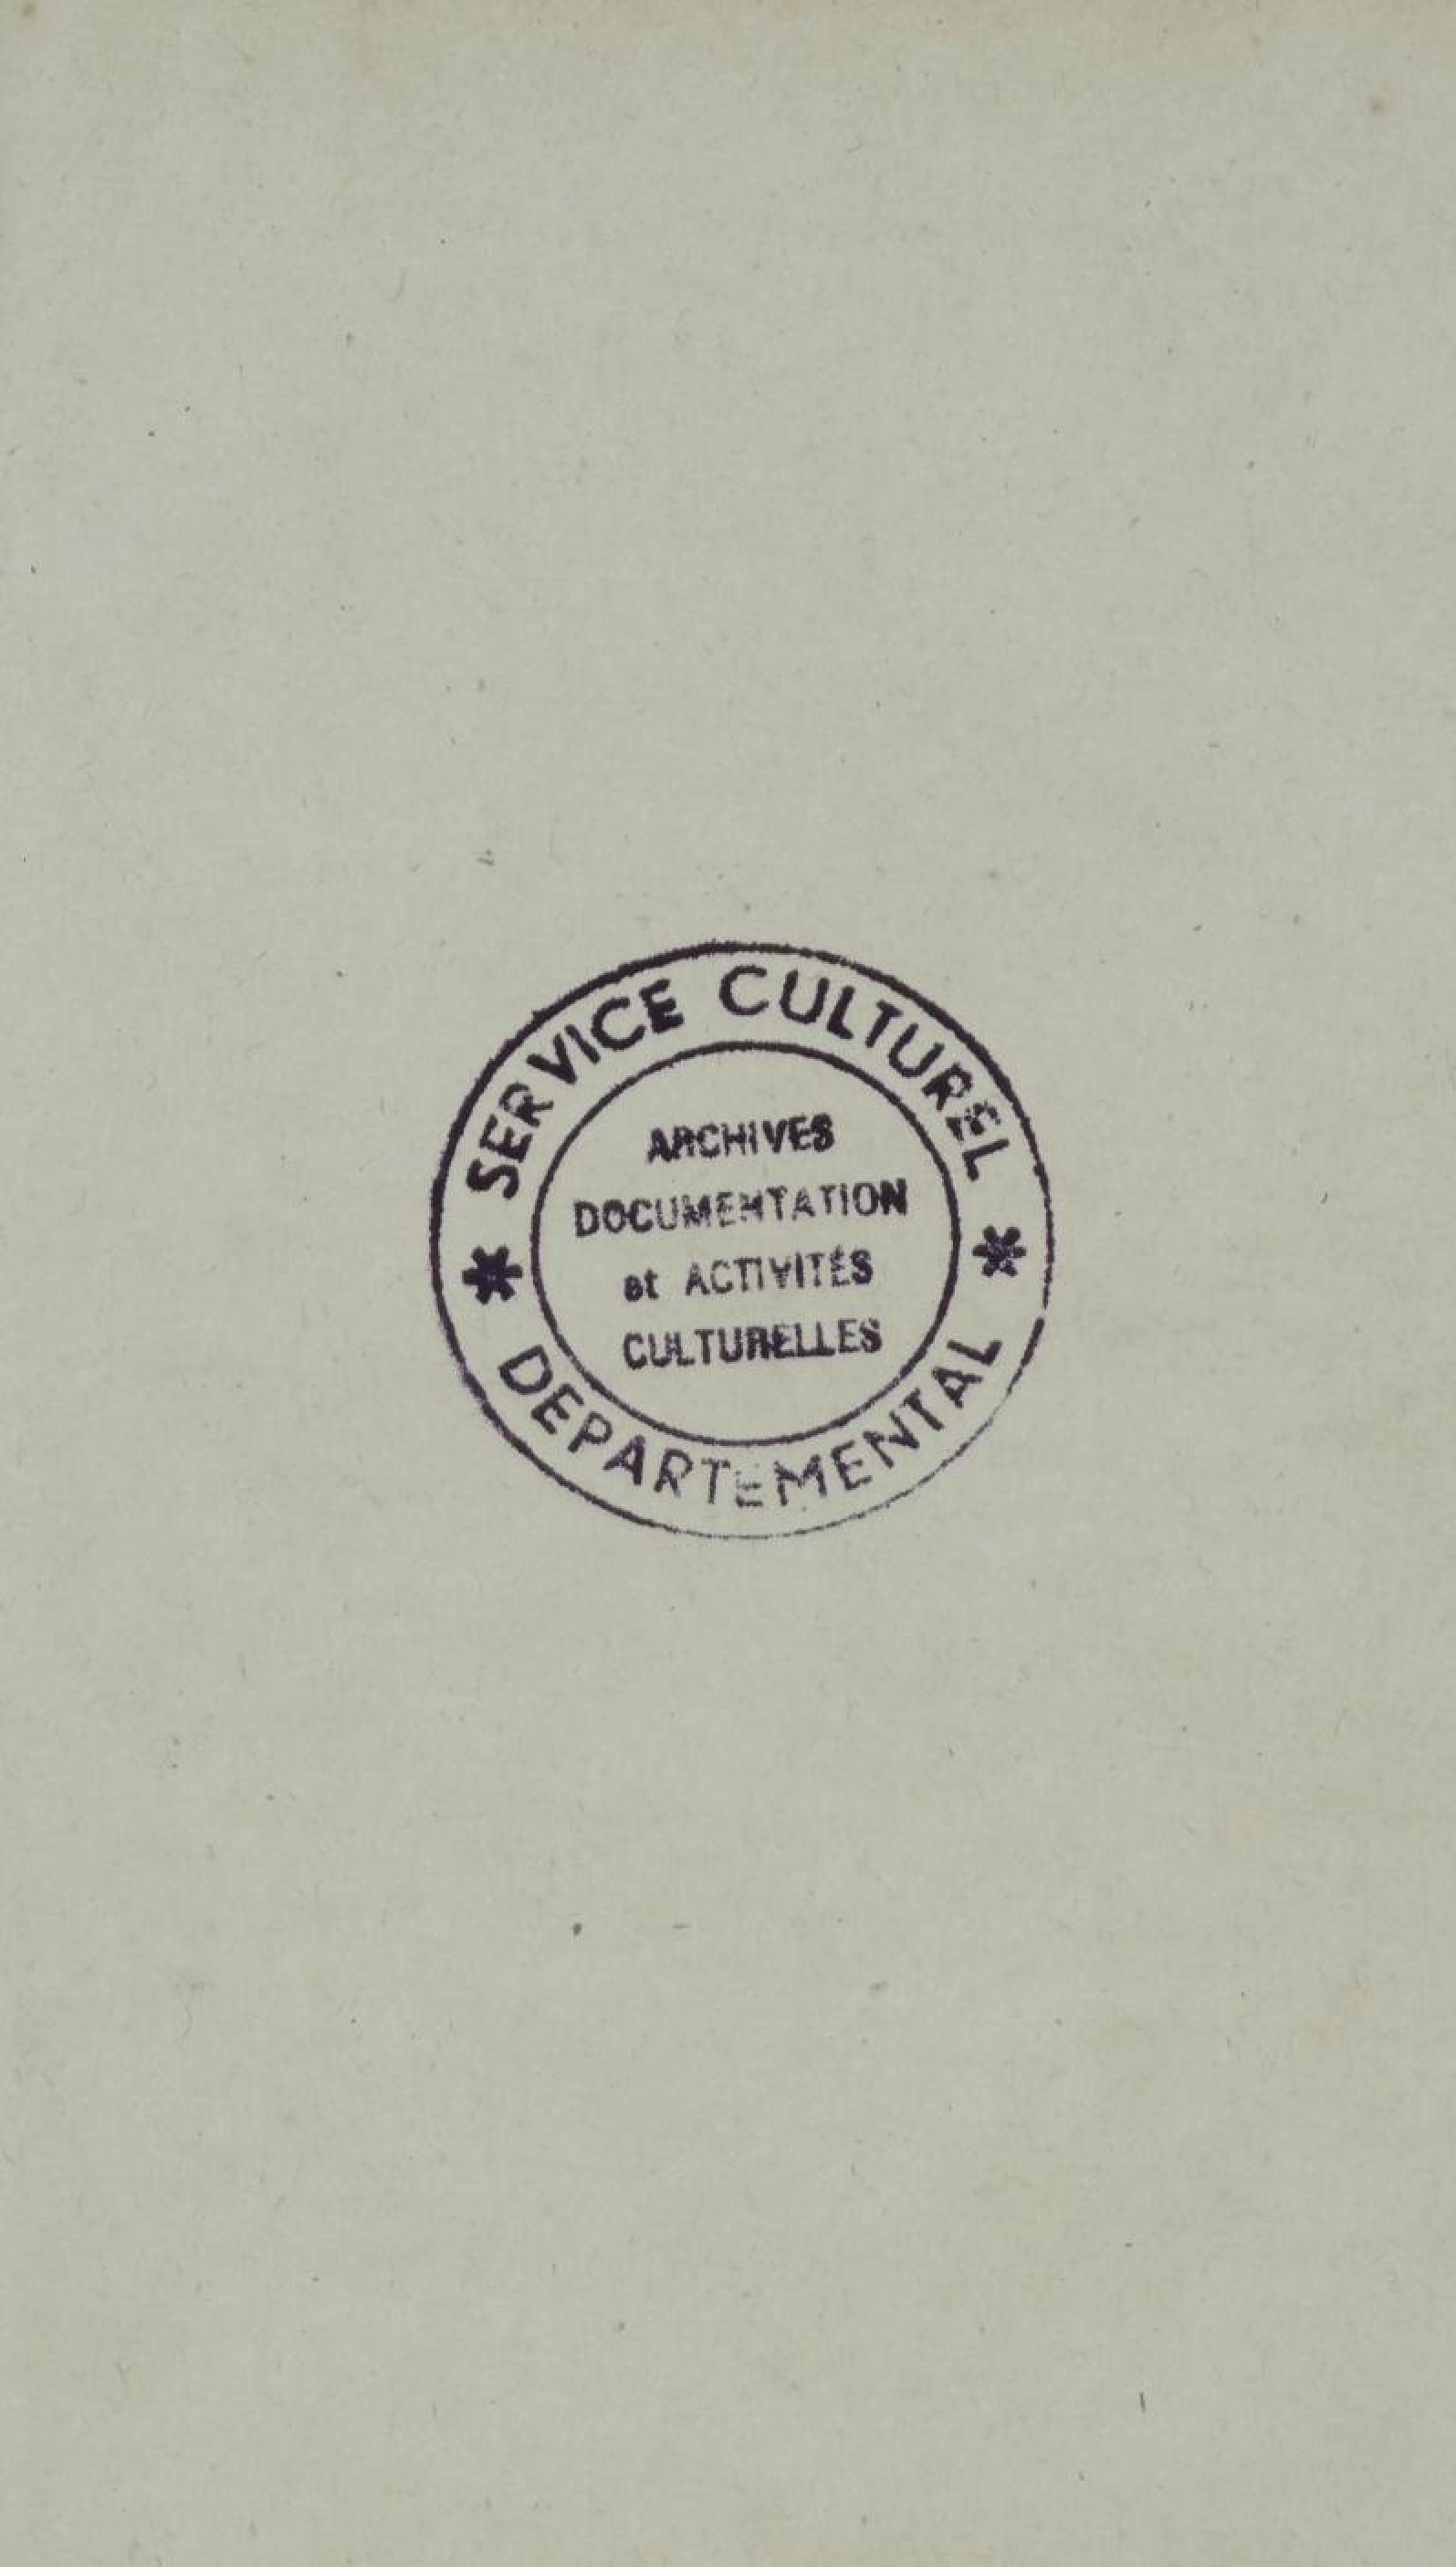 SERVICE CULTUREL
ARCHIVES
DOCUMENTATION
et ACTIVITÉS
CULTURELLES
* DEPARTEMENTAL *